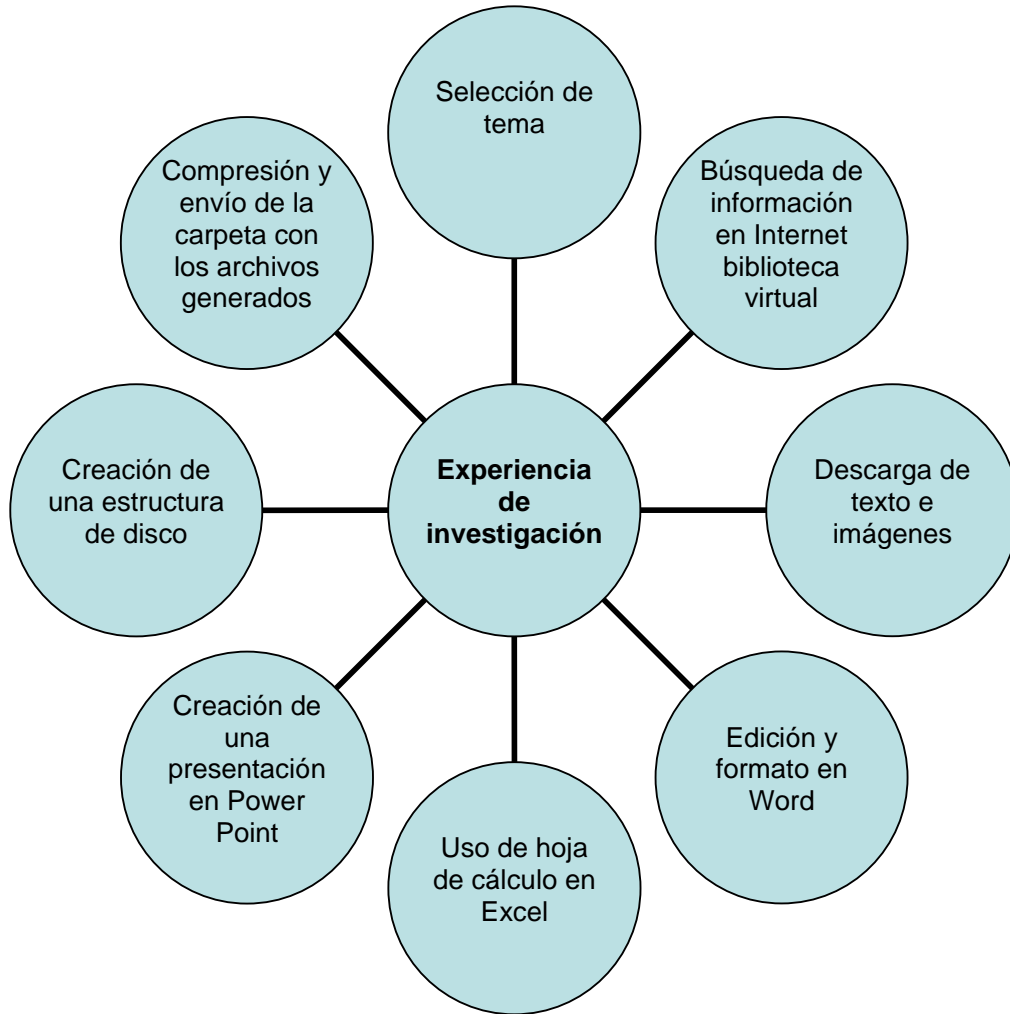 Selección de
tema
Búsqueda de
información
en Internet
biblioteca
virtual
Descarga de
texto e
imágenes
Edición y
formato en
Word
Uso de hoja
de cálculo en
Excel
Creación de
una
presentación
en Power
Point
Creación de
una estructura
de disco
Compresión y
envío de la
carpeta con
los archivos
generados
Experiencia
de
investigación